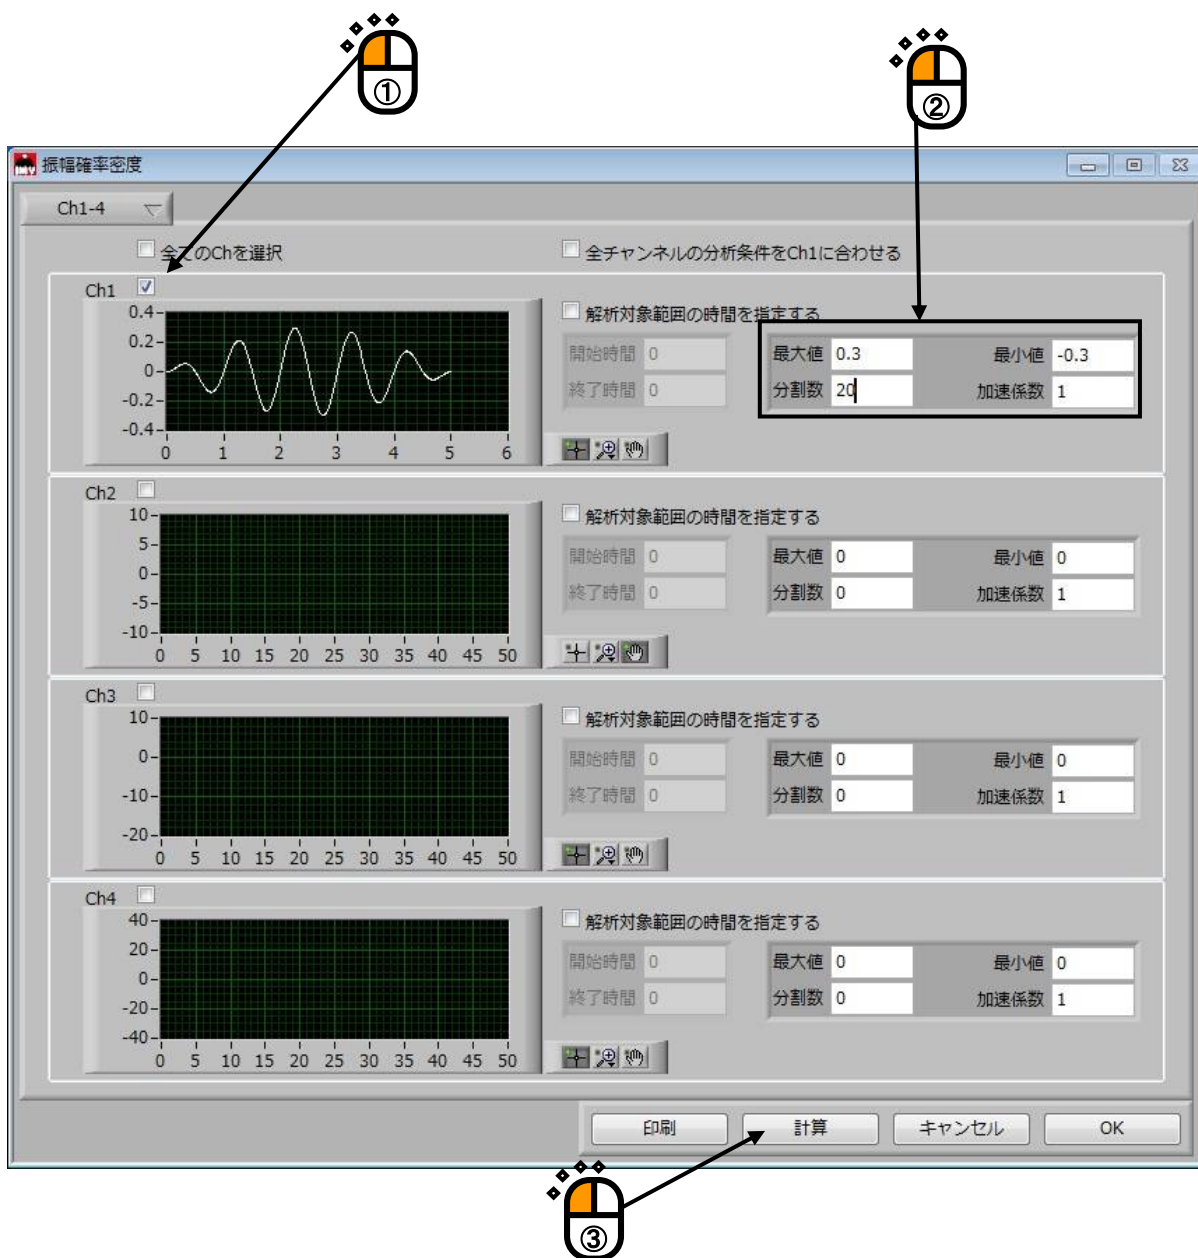 ①
②
振幅確率密度
Ch1-4
全てのChを選択
全チャンネルの分析条件をCh1に合わせる
Ch1
0.4
0.2
0
-0.2
-0.4
0 1 2 3 4 5 6
解析対象範囲の時間を指定する
開始時間 0
終了時間 0
最大値 0.3 最小値 -0.3
分割数 20 加速係数 1
Ch2
10
5
0
-5
-10
0 5 10 15 20 25 30 35 40 45 50
解析対象範囲の時間を指定する
開始時間 0
終了時間 0
最大値 0 最小値 0
分割数 0 加速係数 1
Ch3
10
0
-10
-20
0 5 10 15 20 25 30 35 40 45 50
解析対象範囲の時間を指定する
開始時間 0
終了時間 0
最大値 0 最小値 0
分割数 0 加速係数 1
Ch4
40
20
0
-20
-40
0 5 10 15 20 25 30 35 40 45 50
解析対象範囲の時間を指定する
開始時間 0
終了時間 0
最大値 0 最小値 0
分割数 0 加速係数 1
印刷 計算 キャンセル OK
③